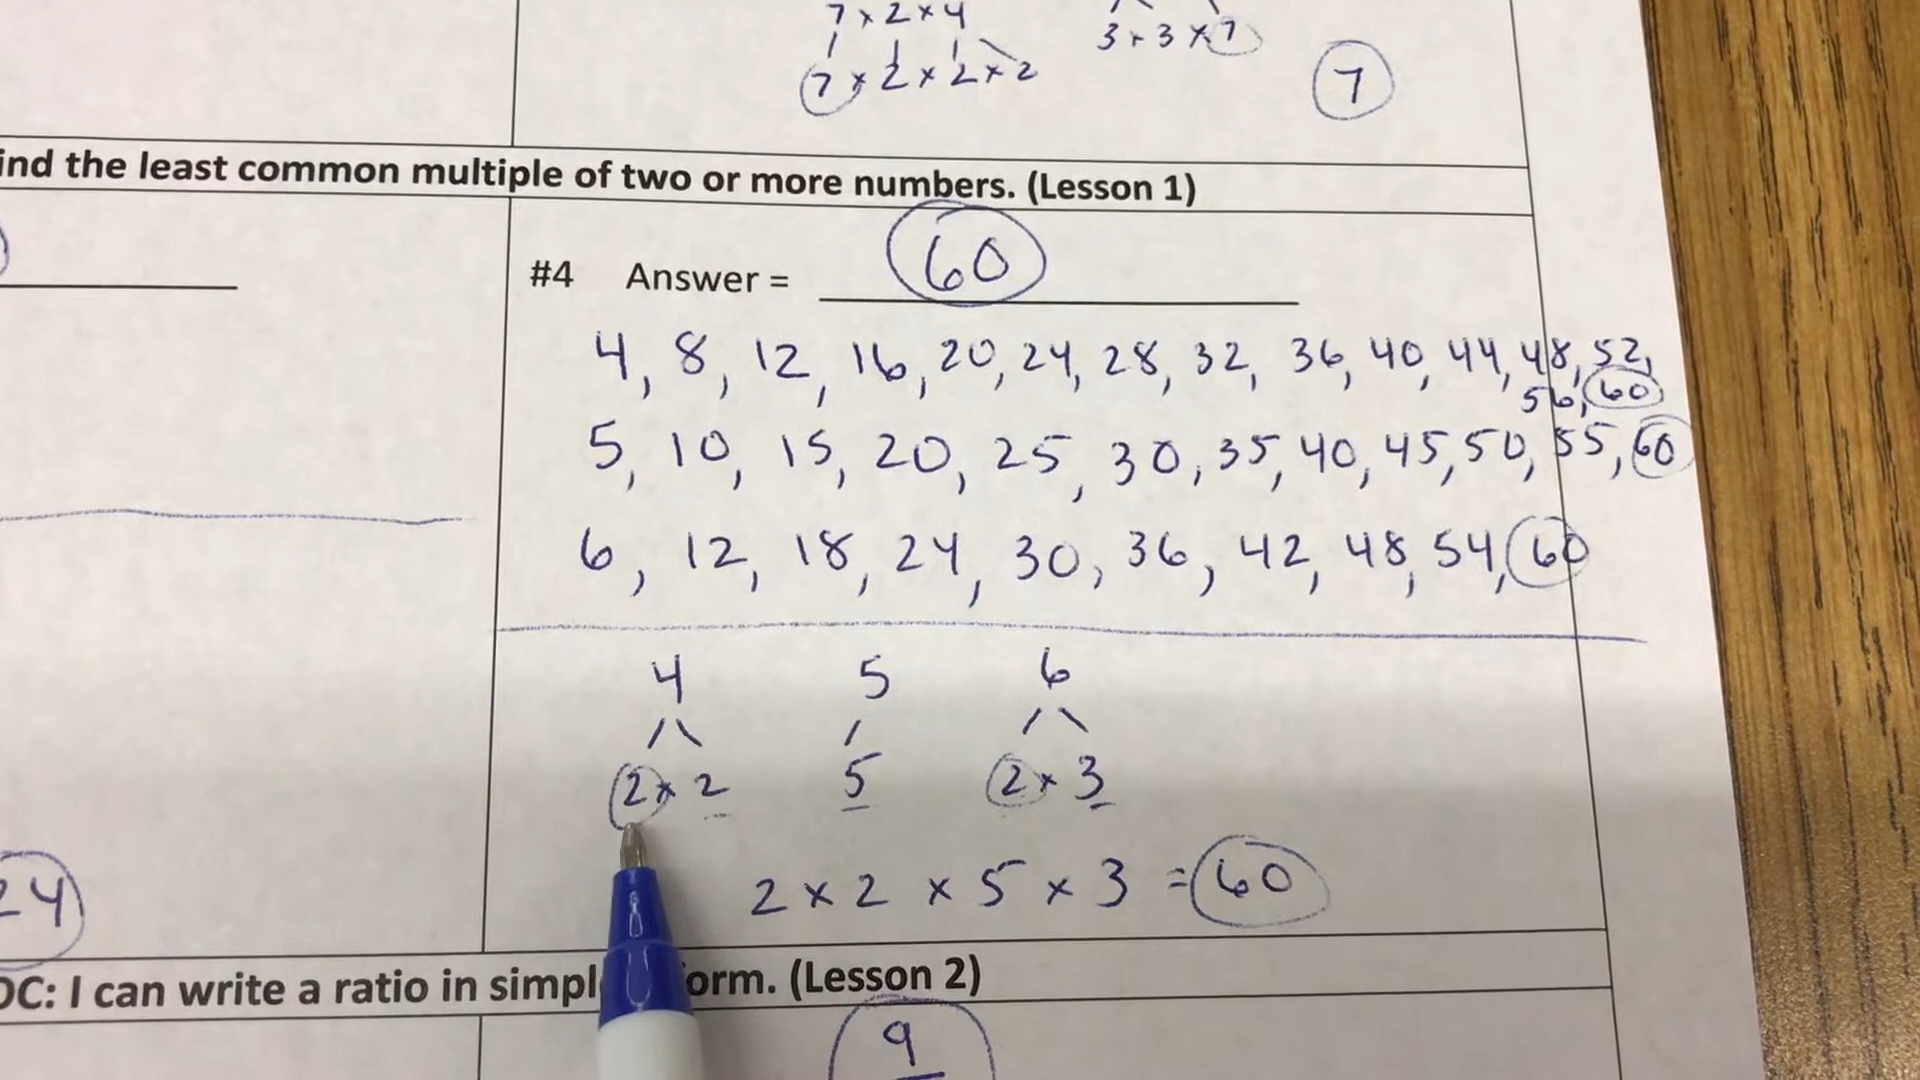 7 × 2 × 4
7 × 2 × 2 × 2
3 × 3 × 7
7
ind the least common multiple of two or more numbers. (Lesson 1)
#4 Answer = 60
4, 8, 12, 16, 20, 24, 28, 32, 36, 40, 44, 48, 52,
56, 60
5, 10, 15, 20, 25, 30, 35, 40, 45, 50, 55, 60
6, 12, 18, 24, 30, 36, 42, 48, 54, 60
4 5 6
2 × 2 5 2 × 3
2 × 2 × 5 × 3 = 60
24
OC: I can write a ratio in simpl orm. (Lesson 2)
9